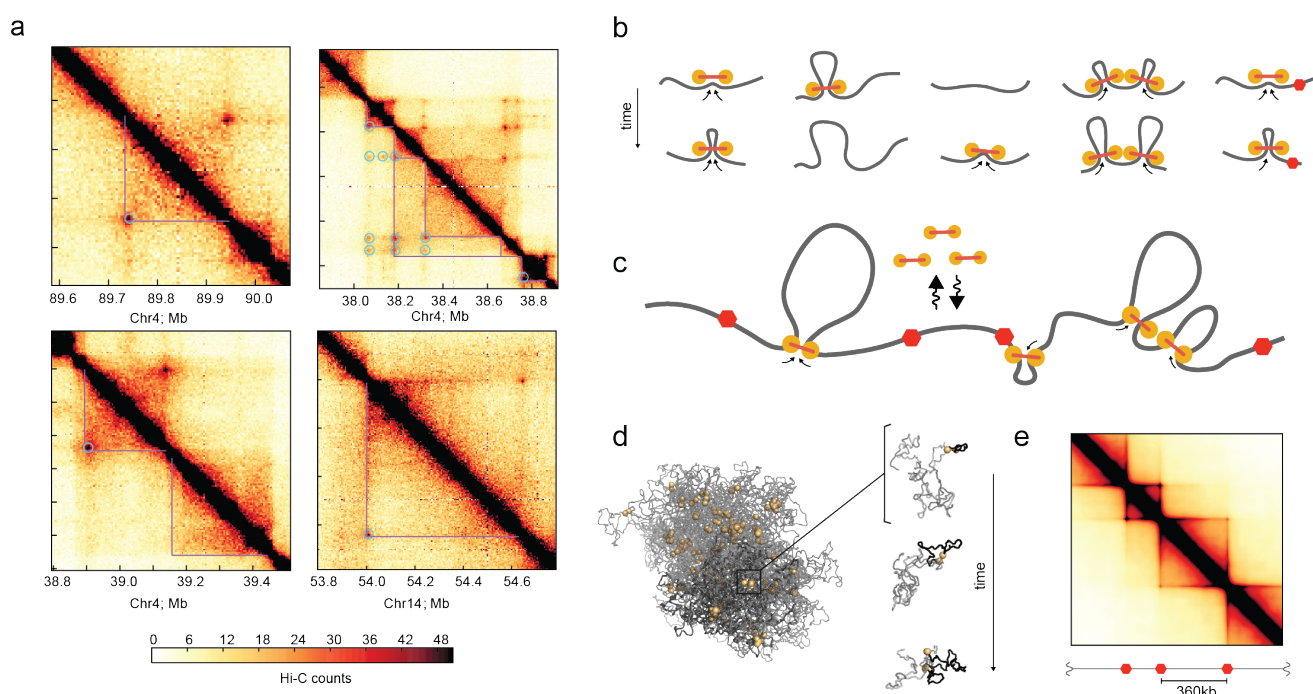 a
89.6 89.7 89.8 89.9 90.0
Chr4; Mb
38.0 38.2 38.4 38.6 38.8
Chr4; Mb
38.8 39.0 39.2 39.4
Chr4; Mb
53.8 54.0 54.2 54.4 54.6
Chr14; Mb
0 6 12 18 24 30 36 42 48
Hi-C counts
b
time
c
d
time
e
360kb